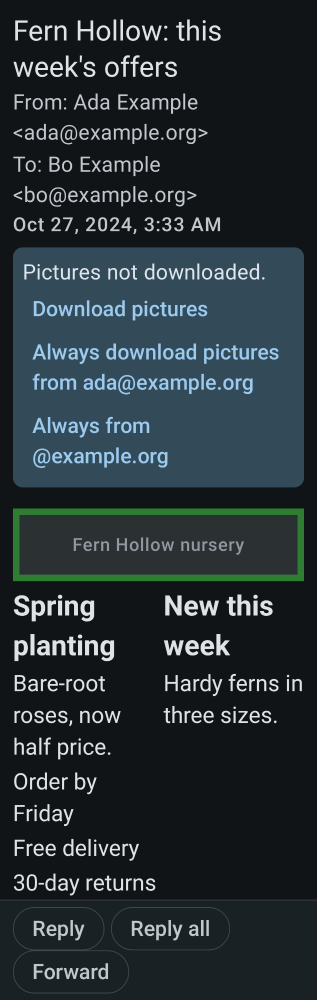 Fern Hollow: this
week's offers
From: Ada Example
<ada@example.org>
To: Bo Example
<bo@example.org>
Oct 27, 2024, 3:33 AM
Pictures not downloaded.
Download pictures
Always download pictures
from ada@example.org
Always from
@example.org
Fern Hollow nursery
Spring
planting
Bare-root
roses, now
half price.
Order by
Friday
Free delivery
30-day returns
New this
week
Hardy ferns in
three sizes.
Reply
Reply all
Forward